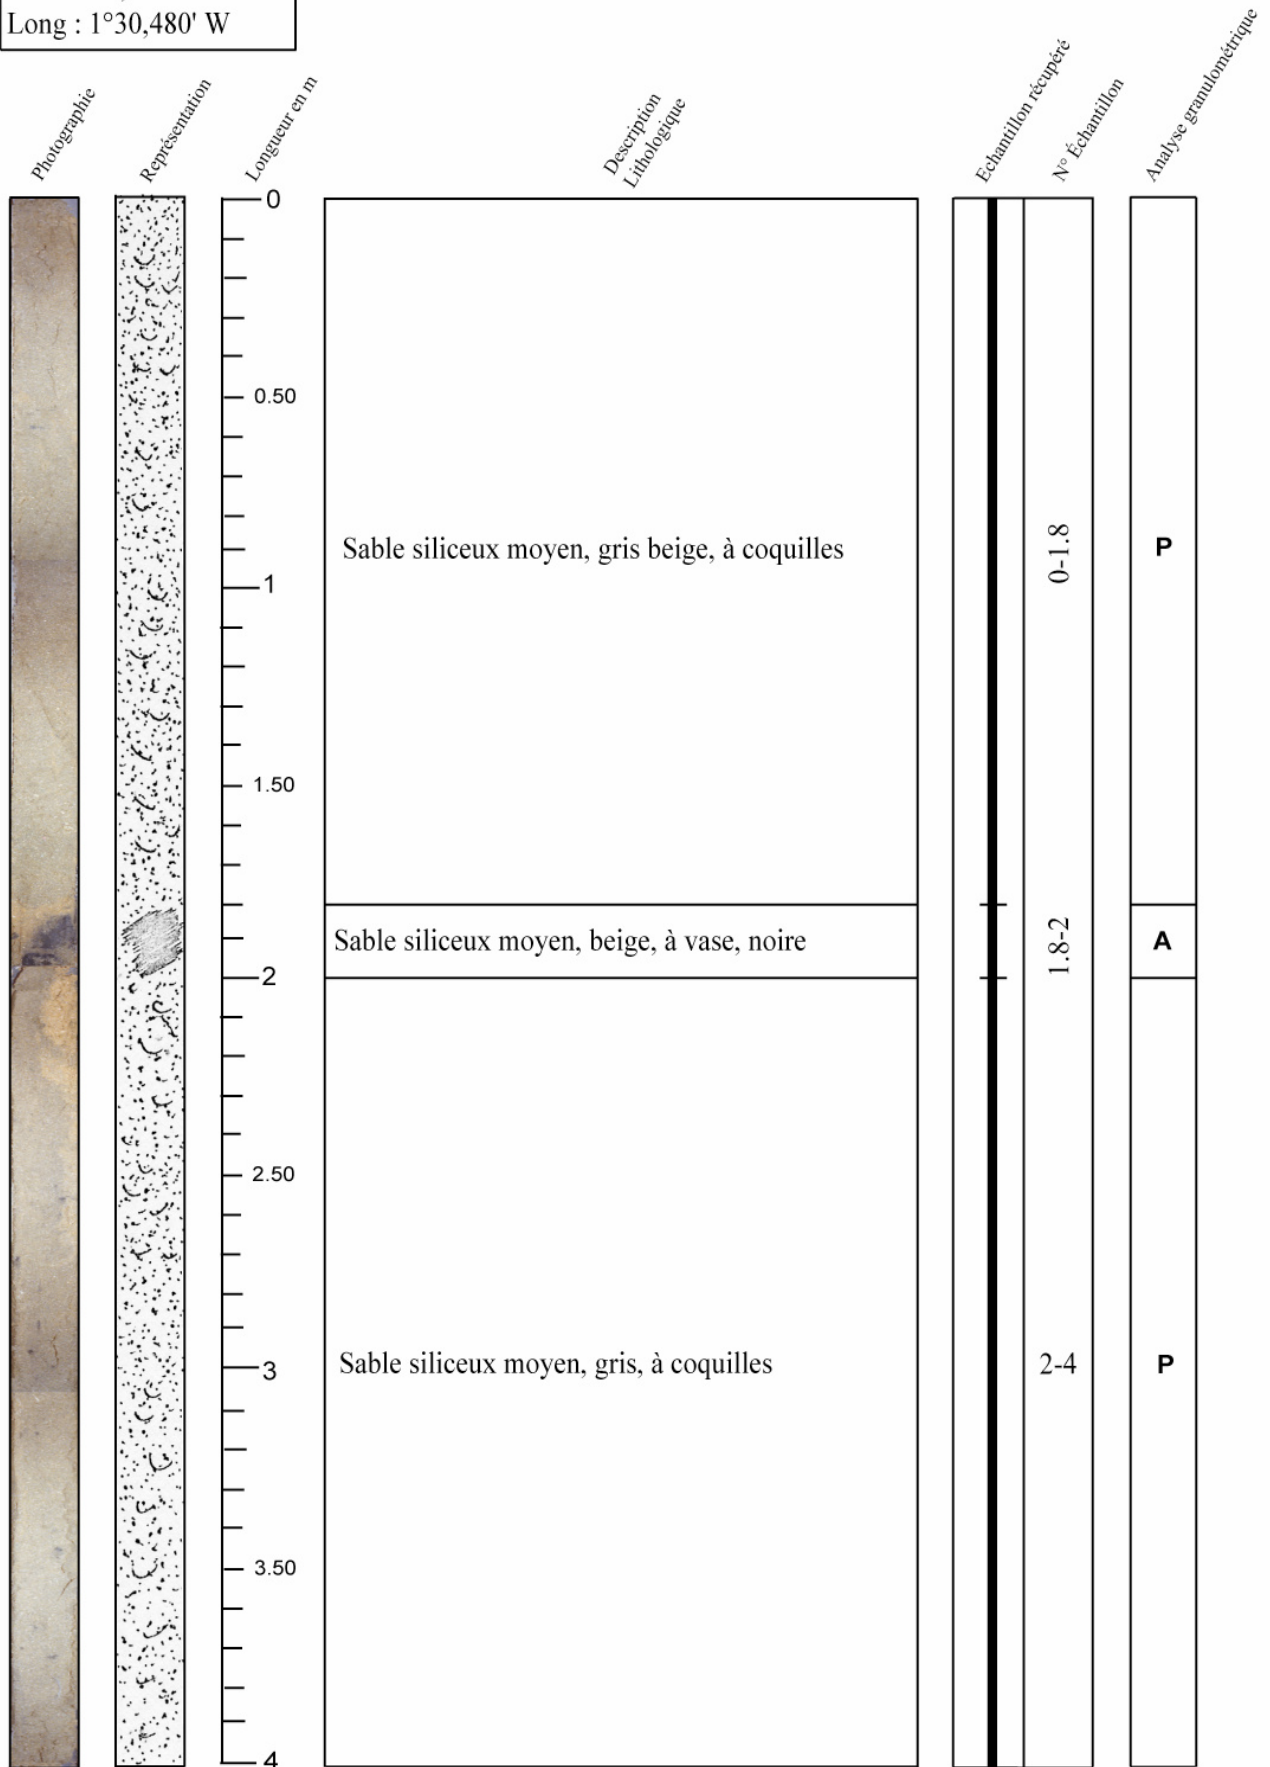 Long : 1°30,480' W
Photographie
Représentation
Longueur en m
Description
Lithologique
Echantillon récupéré
N° Échantillon
Analyse granulométrique
0
0.50
Sable siliceux moyen, gris beige, à coquilles
0-1.8
P
1
1.50
Sable siliceux moyen, beige, à vase, noire
1.8-2
A
2
2.50
Sable siliceux moyen, gris, à coquilles
2-4
P
3
3.50
4